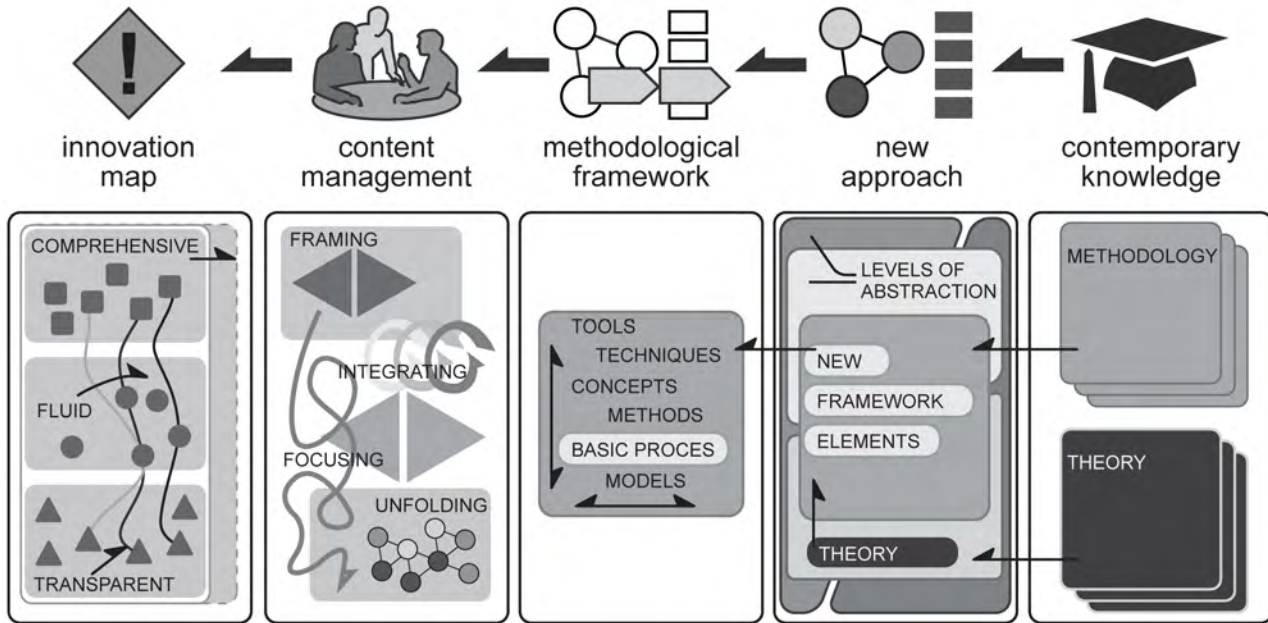 innovation
map
content
management
methodological
framework
new
approach
contemporary
knowledge
COMPREHENSIVE
FLUID
TRANSPARENT
FRAMING
INTEGRATING
FOCUSING
UNFOLDING
TOOLS
TECHNIQUES
CONCEPTS
METHODS
BASIC PROCES
MODELS
LEVELS OF
ABSTRACTION
NEW
FRAMEWORK
ELEMENTS
THEORY
METHODOLOGY
THEORY